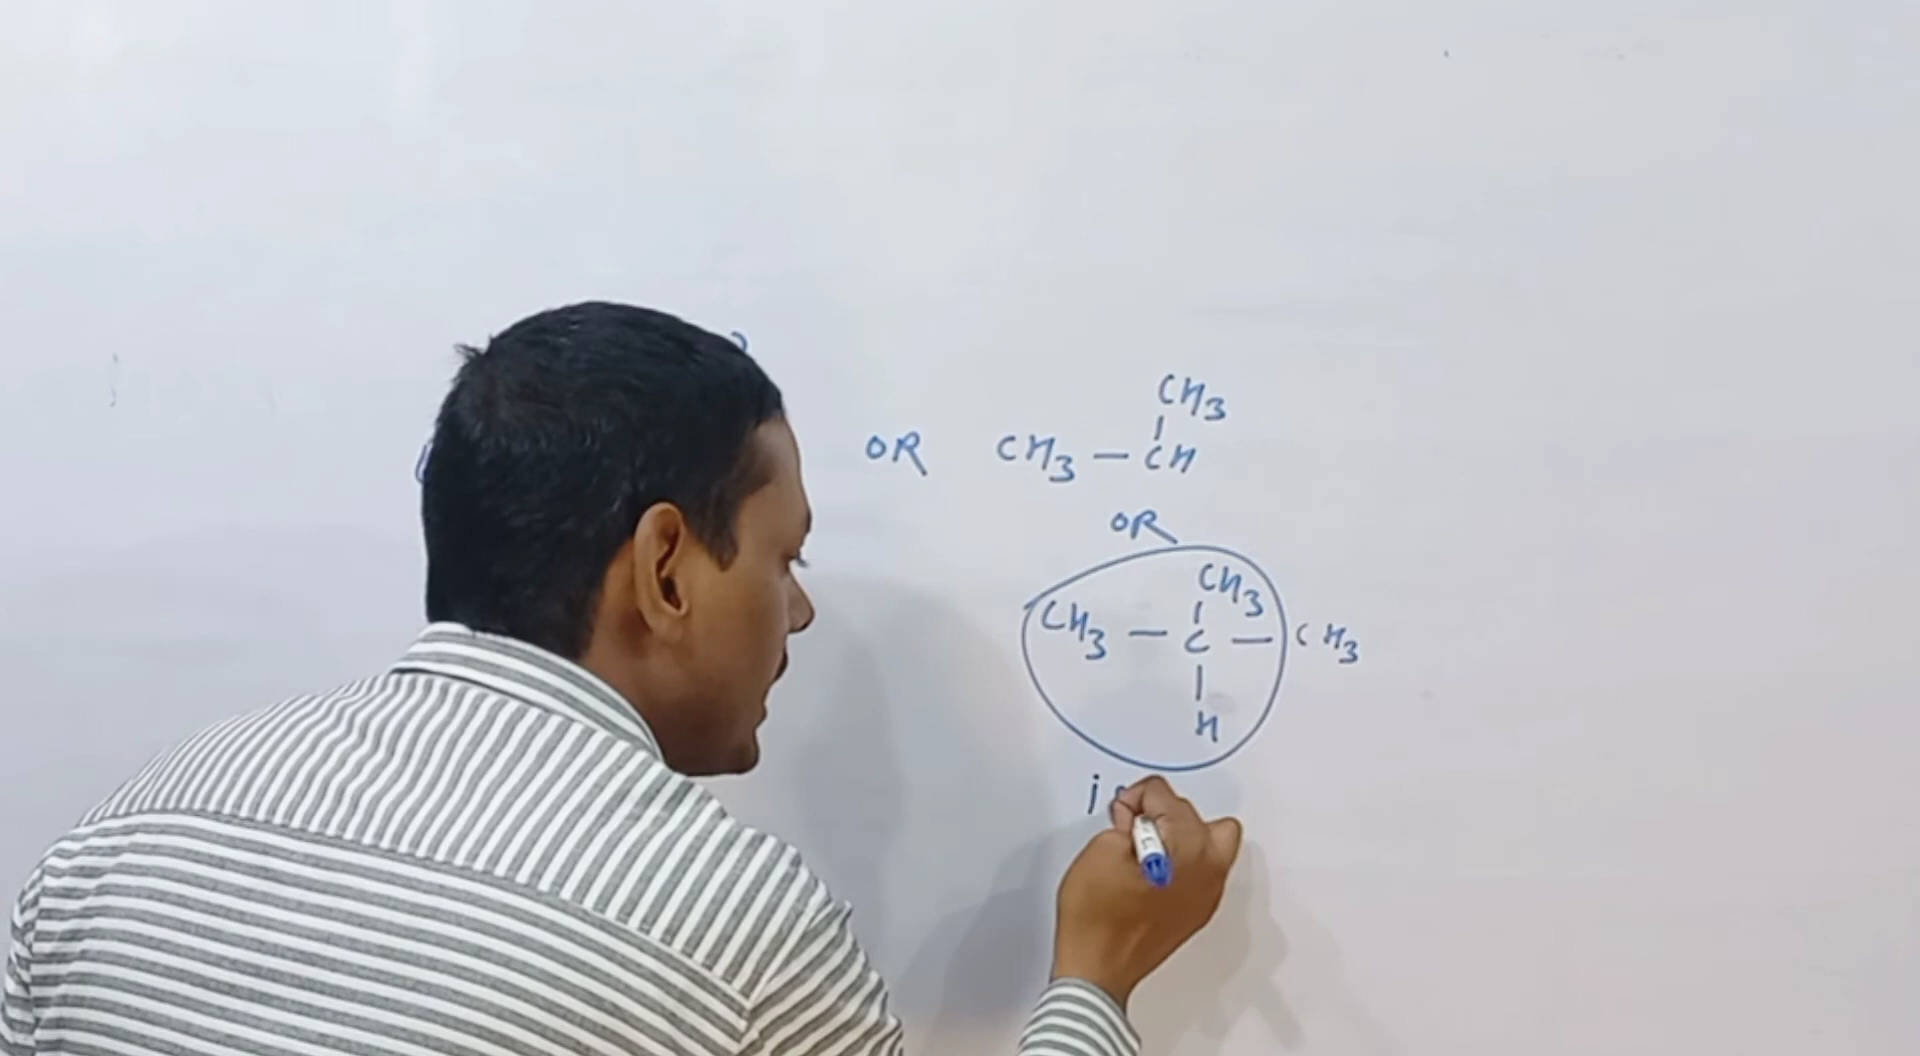 CH3
OR CH3 — CH
OR
CH3
CH3 — C — CH3
H